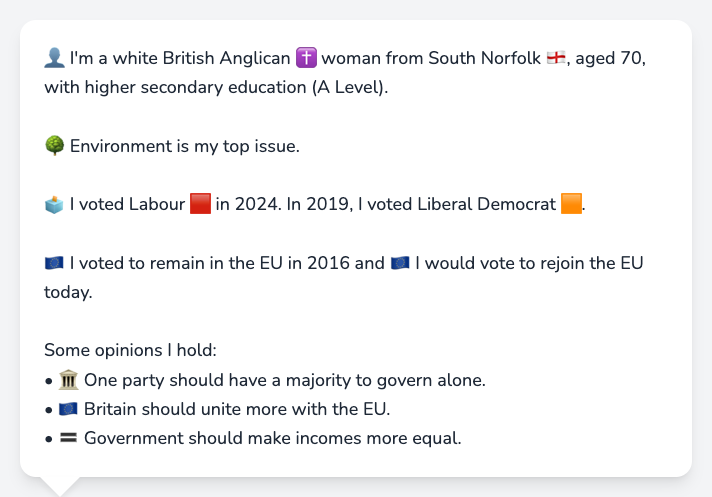 👤 I'm a white British Anglican ✝️ woman from South Norfolk 🏴󠁧󠁢󠁥󠁮󠁧󠁿, aged 70,
with higher secondary education (A Level).
🌳 Environment is my top issue.
🗳️ I voted Labour 🟥 in 2024. In 2019, I voted Liberal Democrat 🟧.
🇪🇺 I voted to remain in the EU in 2016 and 🇪🇺 I would vote to rejoin the EU
today.
Some opinions I hold:
• 🏛️ One party should have a majority to govern alone.
• 🇪🇺 Britain should unite more with the EU.
• 🟰 Government should make incomes more equal.